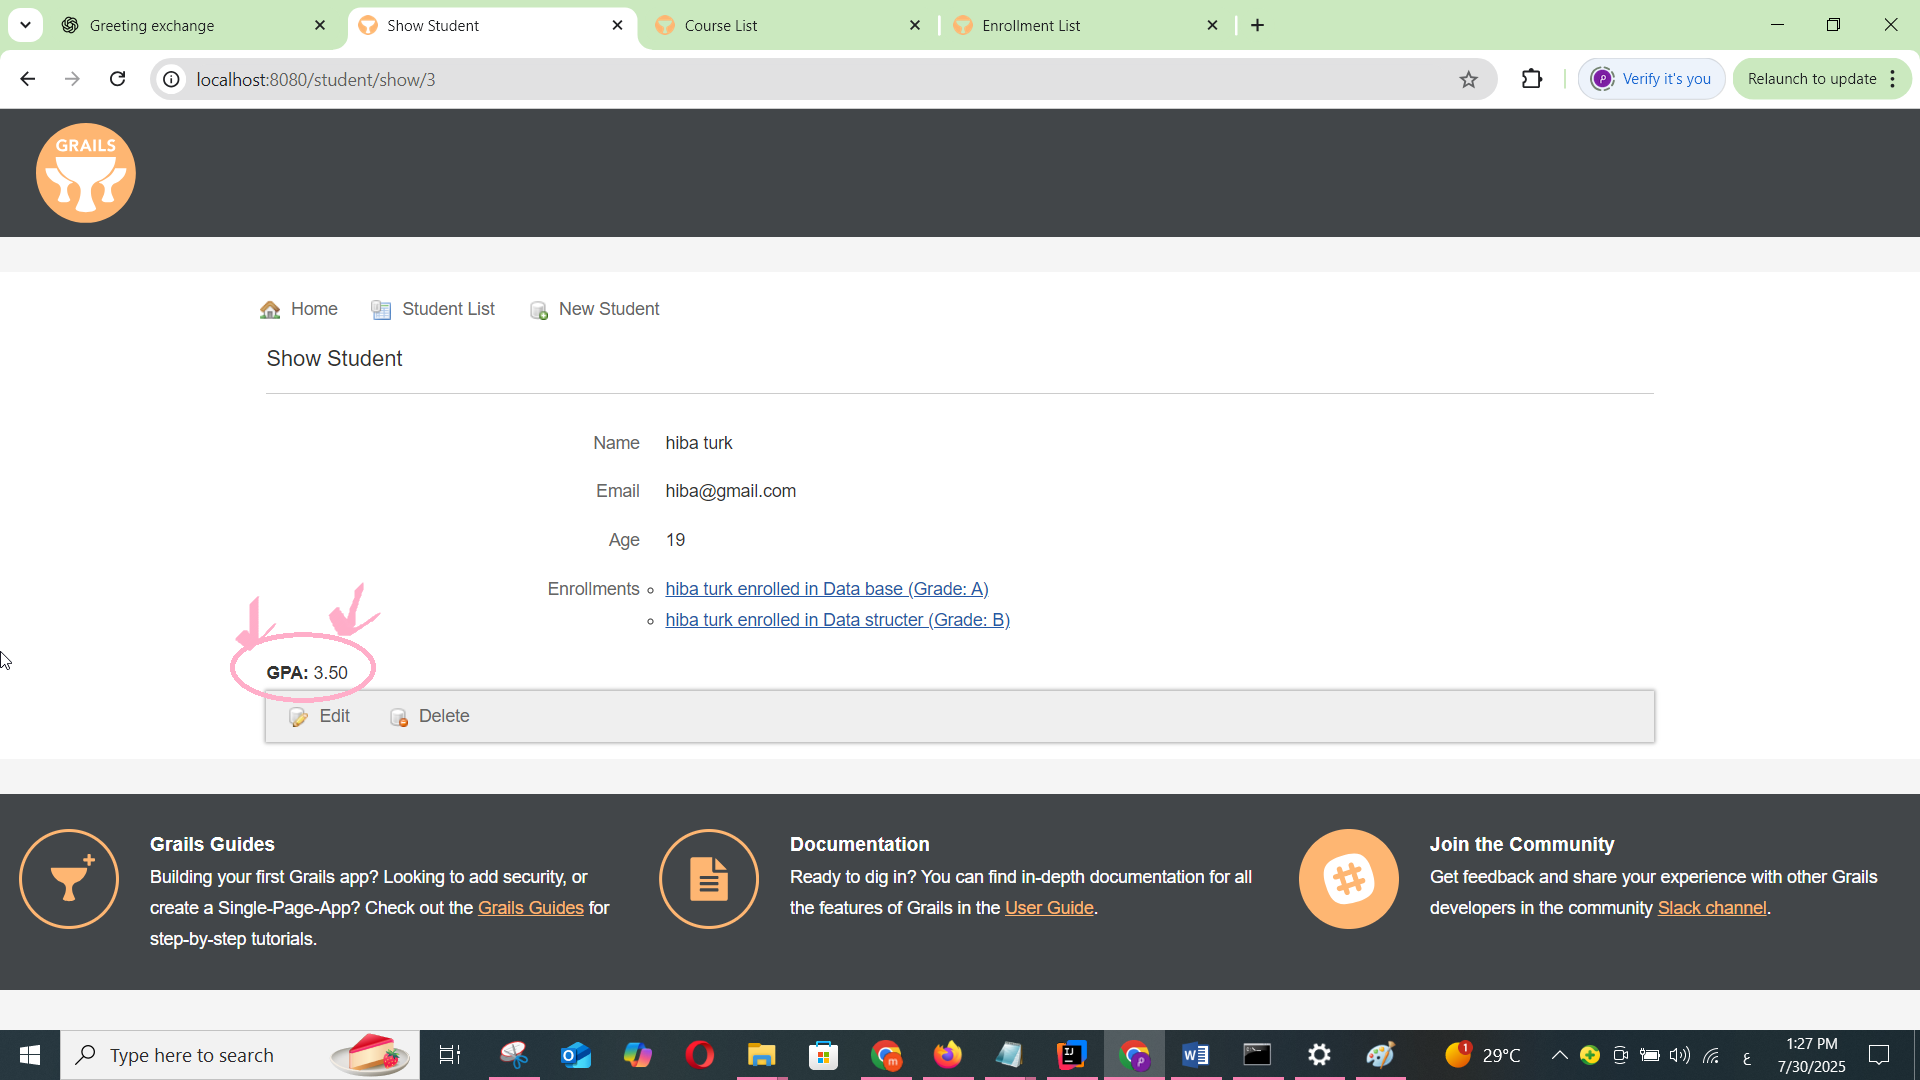 Greeting exchange
Show Student
Course List
Enrollment List
localhost:8080/student/show/3
Verify it's you
Relaunch to update
GRAILS
Home
Student List
New Student
Show Student
Name hiba turk
Email hiba@gmail.com
Age 19
Enrollments hiba turk enrolled in Data base (Grade: A)
hiba turk enrolled in Data structer (Grade: B)
GPA: 3.50
Edit
Delete
Grails Guides
Building your first Grails app? Looking to add security, or
create a Single-Page-App? Check out the Grails Guides for
step-by-step tutorials.
Documentation
Ready to dig in? You can find in-depth documentation for all
the features of Grails in the User Guide.
Join the Community
Get feedback and share your experience with other Grails
developers in the community Slack channel.
Type here to search
1
29°C
ع
1:27 PM
7/30/2025